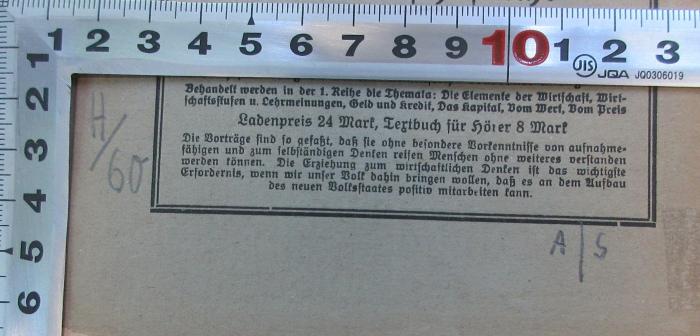 1 2 3 4 5 6 7 8 9 10 1 2 3
JIS JQA JQ0306019
1
2
3
4
5
6
Behandelt werden in der 1. Reihe die Themata: Die Elemente der Wirtschaft, Wirt-
schaftsstufen u. Lehrmeinungen, Geld und Kredit, Das Kapital, Vom Wert, Vom Preis
Ladenpreis 24 Mark, Textbuch für Hörer 8 Mark
Die Vorträge sind so gefaßt, daß sie ohne besondere Vorkenntnisse von aufnahme-
fähigen und zum selbständigen Denken reifen Menschen ohne weiteres verstanden
werden können. Die Erziehung zum wirtschaftlichen Denken ist das wichtigste
Erfordernis, wenn wir unser Volk dahin bringen wollen, daß es an dem Aufbau
des neuen Volksstaates positiv mitarbeiten kann.
H/60
A/S